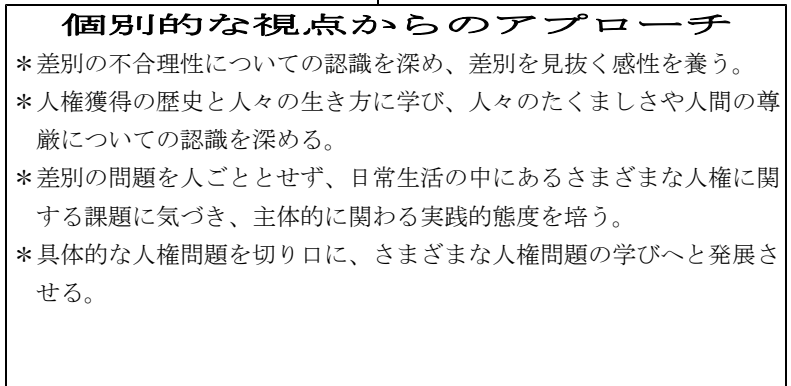 個別的な視点からのアプローチ
＊差別の不合理性についての認識を深め、差別を見抜く感性を養う。
＊人権獲得の歴史と人々の生き方に学び、人々のたくましさや人間の尊
厳についての認識を深める。
＊差別の問題を人ごととせず、日常生活の中にあるさまざまな人権に関
する課題に気づき、主体的に関わる実践的態度を培う。
＊具体的な人権問題を切り口に、さまざまな人権問題の学びへと発展さ
せる。